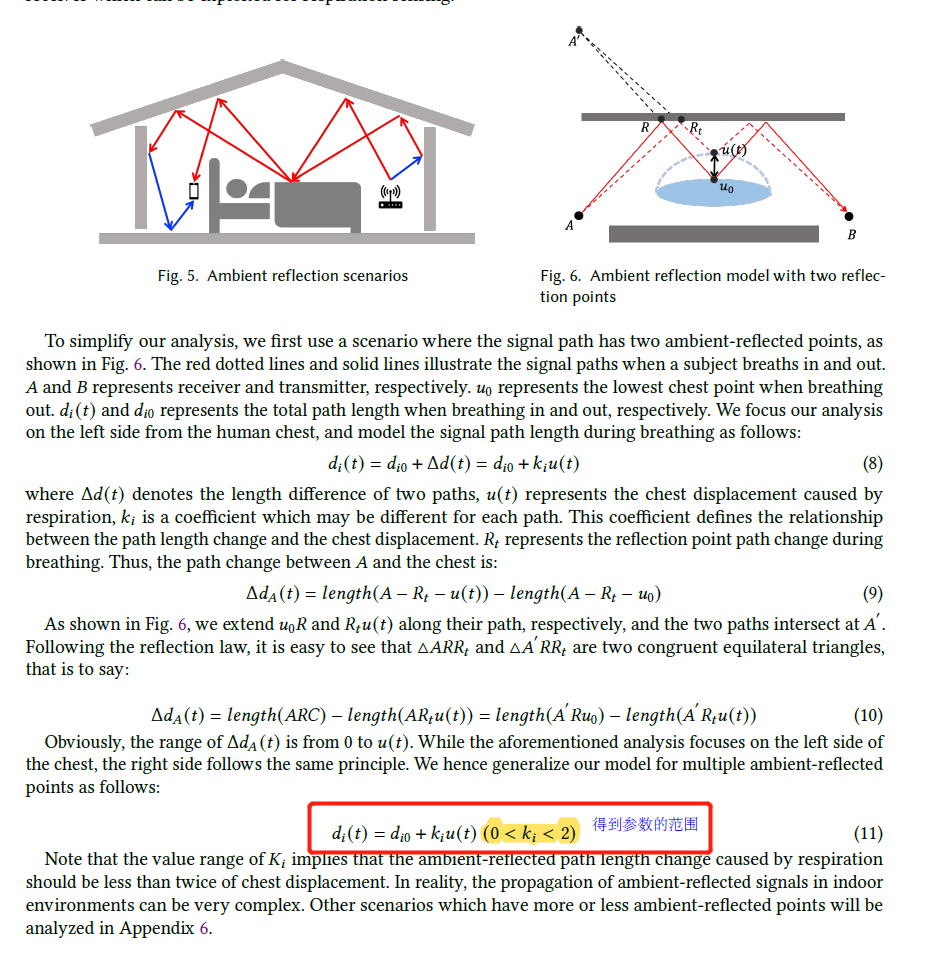 A′
R
Rt
u(t)
u0
A
B
Fig. 5. Ambient reflection scenarios
Fig. 6. Ambient reflection model with two reflec-
tion points
To simplify our analysis, we first use a scenario where the signal path has two ambient-reflected points, as
shown in Fig. 6. The red dotted lines and solid lines illustrate the signal paths when a subject breaths in and out.
A and B represents receiver and transmitter, respectively. u0 represents the lowest chest point when breathing
out. di(t) and di0 represents the total path length when breathing in and out, respectively. We focus our analysis
on the left side from the human chest, and model the signal path length during breathing as follows:
di(t) = di0 + Δd(t) = di0 + kiu(t) (8)
where Δd(t) denotes the length difference of two paths, u(t) represents the chest displacement caused by
respiration, ki is a coefficient which may be different for each path. This coefficient defines the relationship
between the path length change and the chest displacement. Rt represents the reflection point path change during
breathing. Thus, the path change between A and the chest is:
ΔdA(t) = length(A − Rt − u(t)) − length(A − Rt − u0) (9)
As shown in Fig. 6, we extend u0R and Rtu(t) along their path, respectively, and the two paths intersect at A′.
Following the reflection law, it is easy to see that △ARRt and △A′RRt are two congruent equilateral triangles,
that is to say:
ΔdA(t) = length(ARC) − length(ARtu(t)) = length(A′Ru0) − length(A′Rtu(t)) (10)
Obviously, the range of ΔdA(t) is from 0 to u(t). While the aforementioned analysis focuses on the left side of
the chest, the right side follows the same principle. We hence generalize our model for multiple ambient-reflected
points as follows:
di(t) = di0 + kiu(t) (0 < ki < 2) 得到参数的范围 (11)
Note that the value range of Ki implies that the ambient-reflected path length change caused by respiration
should be less than twice of chest displacement. In reality, the propagation of ambient-reflected signals in indoor
environments can be very complex. Other scenarios which have more or less ambient-reflected points will be
analyzed in Appendix 6.